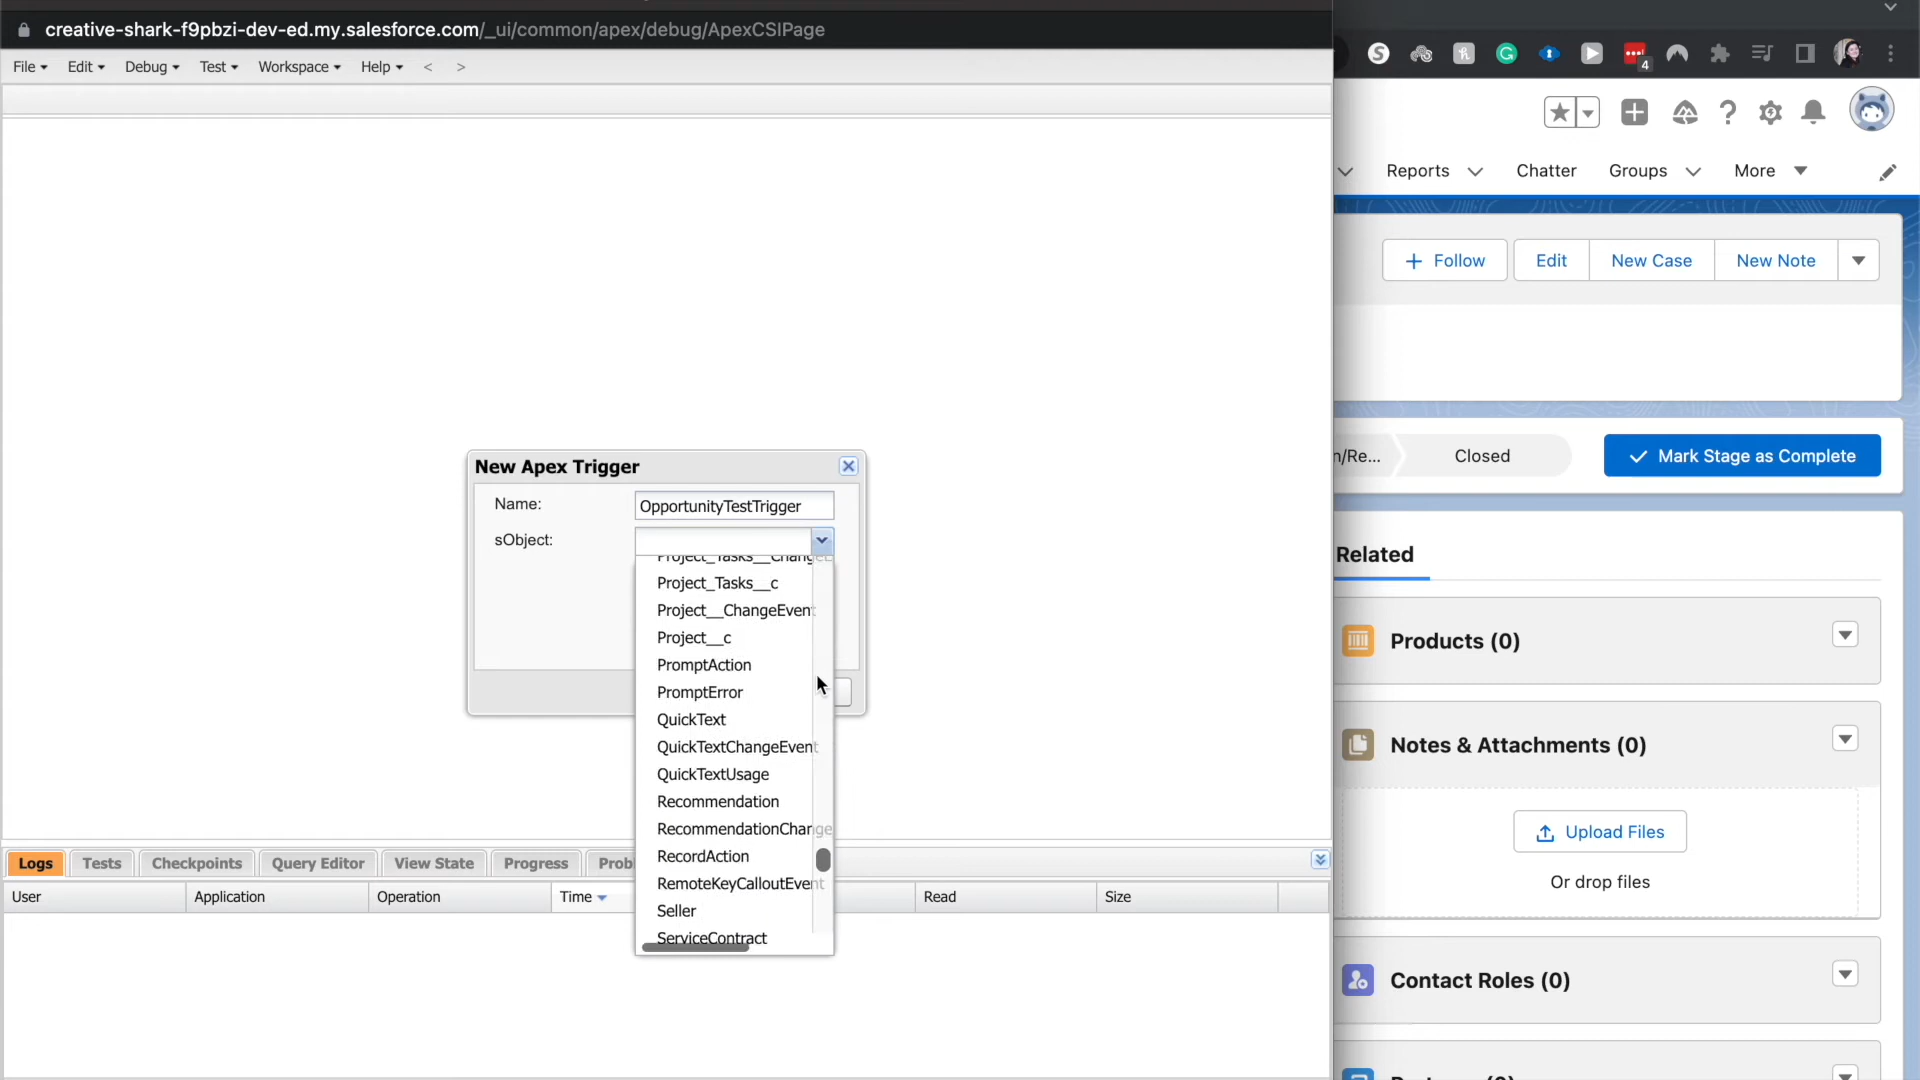 creative-shark-f9pbzi-dev-ed.my.salesforce.com/_ui/common/apex/debug/ApexCSIPage
File Edit Debug Test Workspace Help < >
4
Reports Chatter Groups More
Follow Edit New Case New Note
n/Re... Closed Mark Stage as Complete
New Apex Trigger
Name: OpportunityTestTrigger
sObject:
Project_Tasks__ChangeE
Project_Tasks__c
Project__ChangeEvent
Project__c
PromptAction
PromptError
QuickText
QuickTextChangeEvent
QuickTextUsage
Recommendation
RecommendationChange
RecordAction
RemoteKeyCalloutEvent
Seller
ServiceContract
Related
Products (0)
Notes & Attachments (0)
Upload Files
Or drop files
Contact Roles (0)
Logs Tests Checkpoints Query Editor View State Progress Prob
User Application Operation Time Read Size